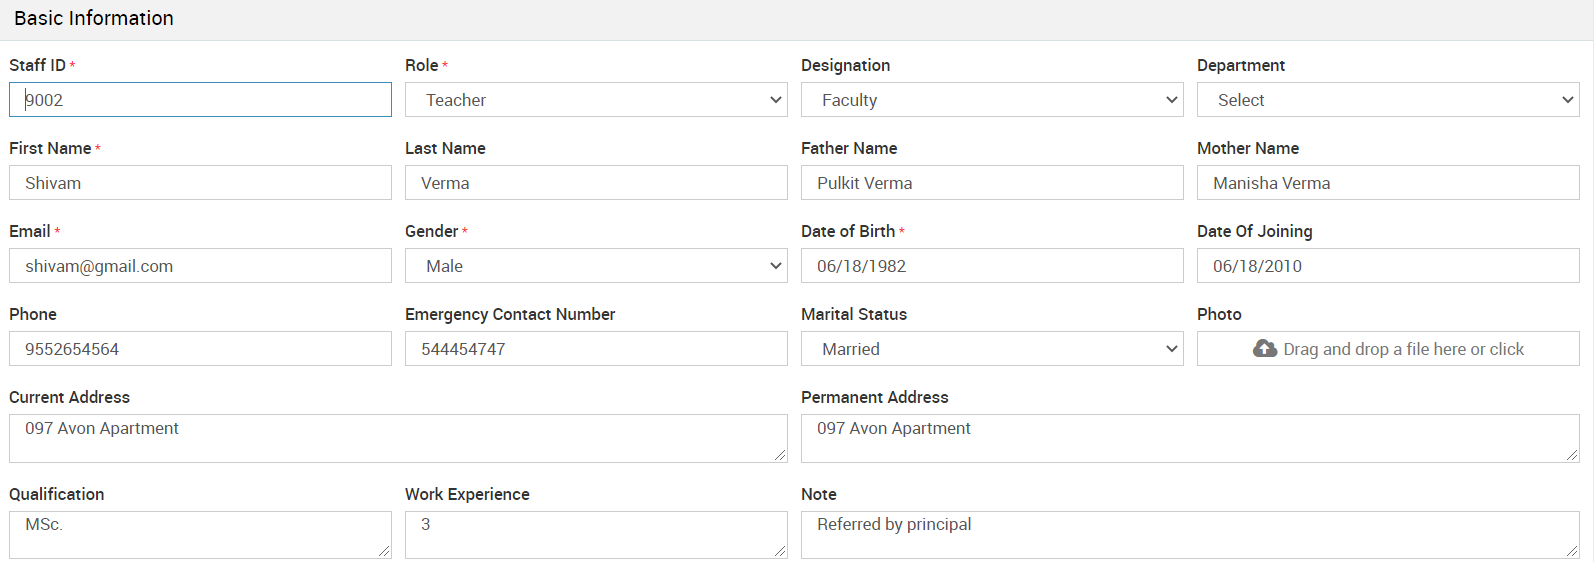 Basic Information
Staff ID * Role * Designation Department
9002 Teacher Faculty Select
First Name * Last Name Father Name Mother Name
Shivam Verma Pulkit Verma Manisha Verma
Email * Gender * Date of Birth * Date Of Joining
shivam@gmail.com Male 06/18/1982 06/18/2010
Phone Emergency Contact Number Marital Status Photo
9552654564 544454747 Married Drag and drop a file here or click
Current Address Permanent Address
097 Avon Apartment 097 Avon Apartment
Qualification Work Experience Note
MSc. 3 Referred by principal